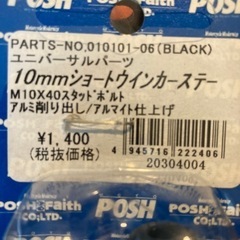 POSH
PARTS-NO,010101-06(BLACK)
ユニバーサルパーツ
10mmショートウインカーステー
M10X40スタッドボルト
アルミ削り出し/アルマイト仕上げ
¥1,400
(税抜価格)
4 945716 222406
20304004
POSH Faith
CO;LTD.
POSH
POSH Faith
CO;LTD.